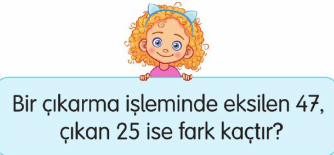 Bir çıkarma işleminde eksilen 47,
çıkan 25 ise fark kaçtır?